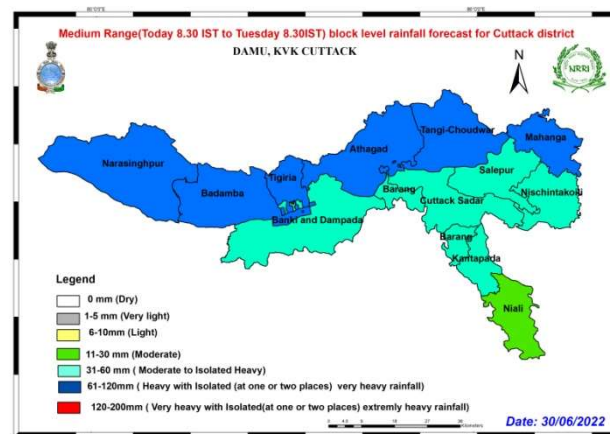 Medium Range(Today 8.30 IST to Tuesday 8.30IST) block level rainfall forecast for Cuttack district
DAMU, KVK CUTTACK
NRRI
N
Tangi-Choudwar
Mahanga
Athagad
Narasinghpur
Salepur
Tigiria
Badamba
Barang
Nischintakoili
Cuttack Sadar
Banki and Dampada
Barang
Kantapada
Niali
Legend
0 mm (Dry)
1-5 mm (Very light)
6-10mm (Light)
11-30 mm (Moderate)
31-60 mm ( Moderate to Isolated Heavy)
61-120mm ( Heavy with Isolated (at one or two places) very heavy rainfall)
120-200mm ( Very heavy with Isolated(at one or two places) extremly heavy rainfall)
Date: 30/06/2022